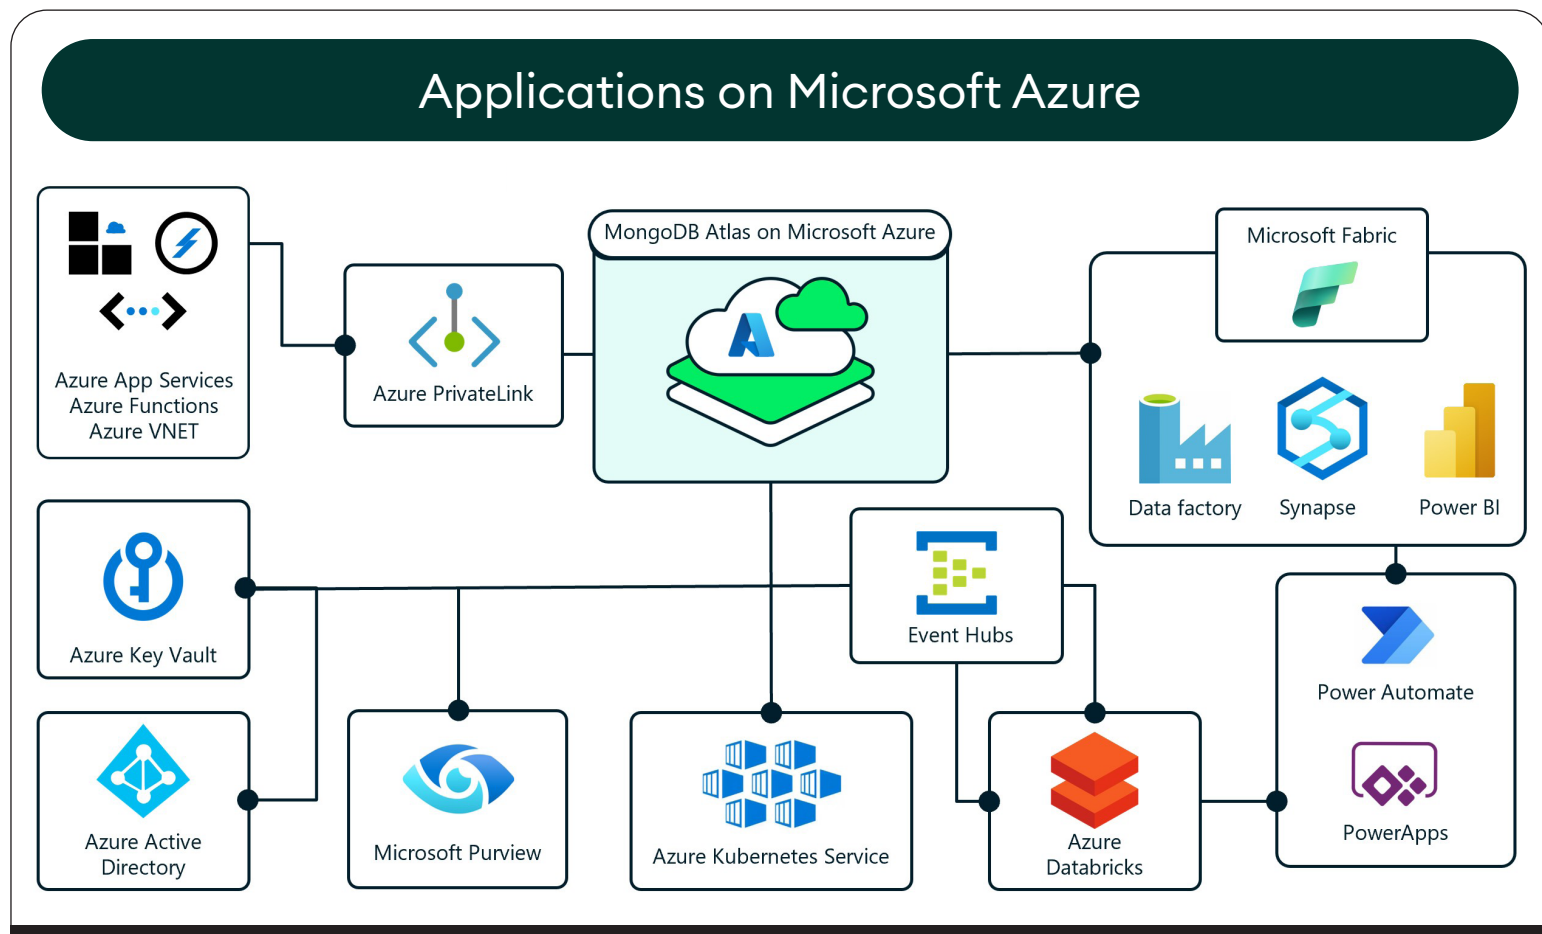 Applications on Microsoft Azure
Azure App Services
Azure Functions
Azure VNET
Azure PrivateLink
MongoDB Atlas on Microsoft Azure
Microsoft Fabric
Data factory
Synapse
Power BI
Azure Key Vault
Event Hubs
Power Automate
PowerApps
Azure Active
Directory
Microsoft Purview
Azure Kubernetes Service
Azure
Databricks